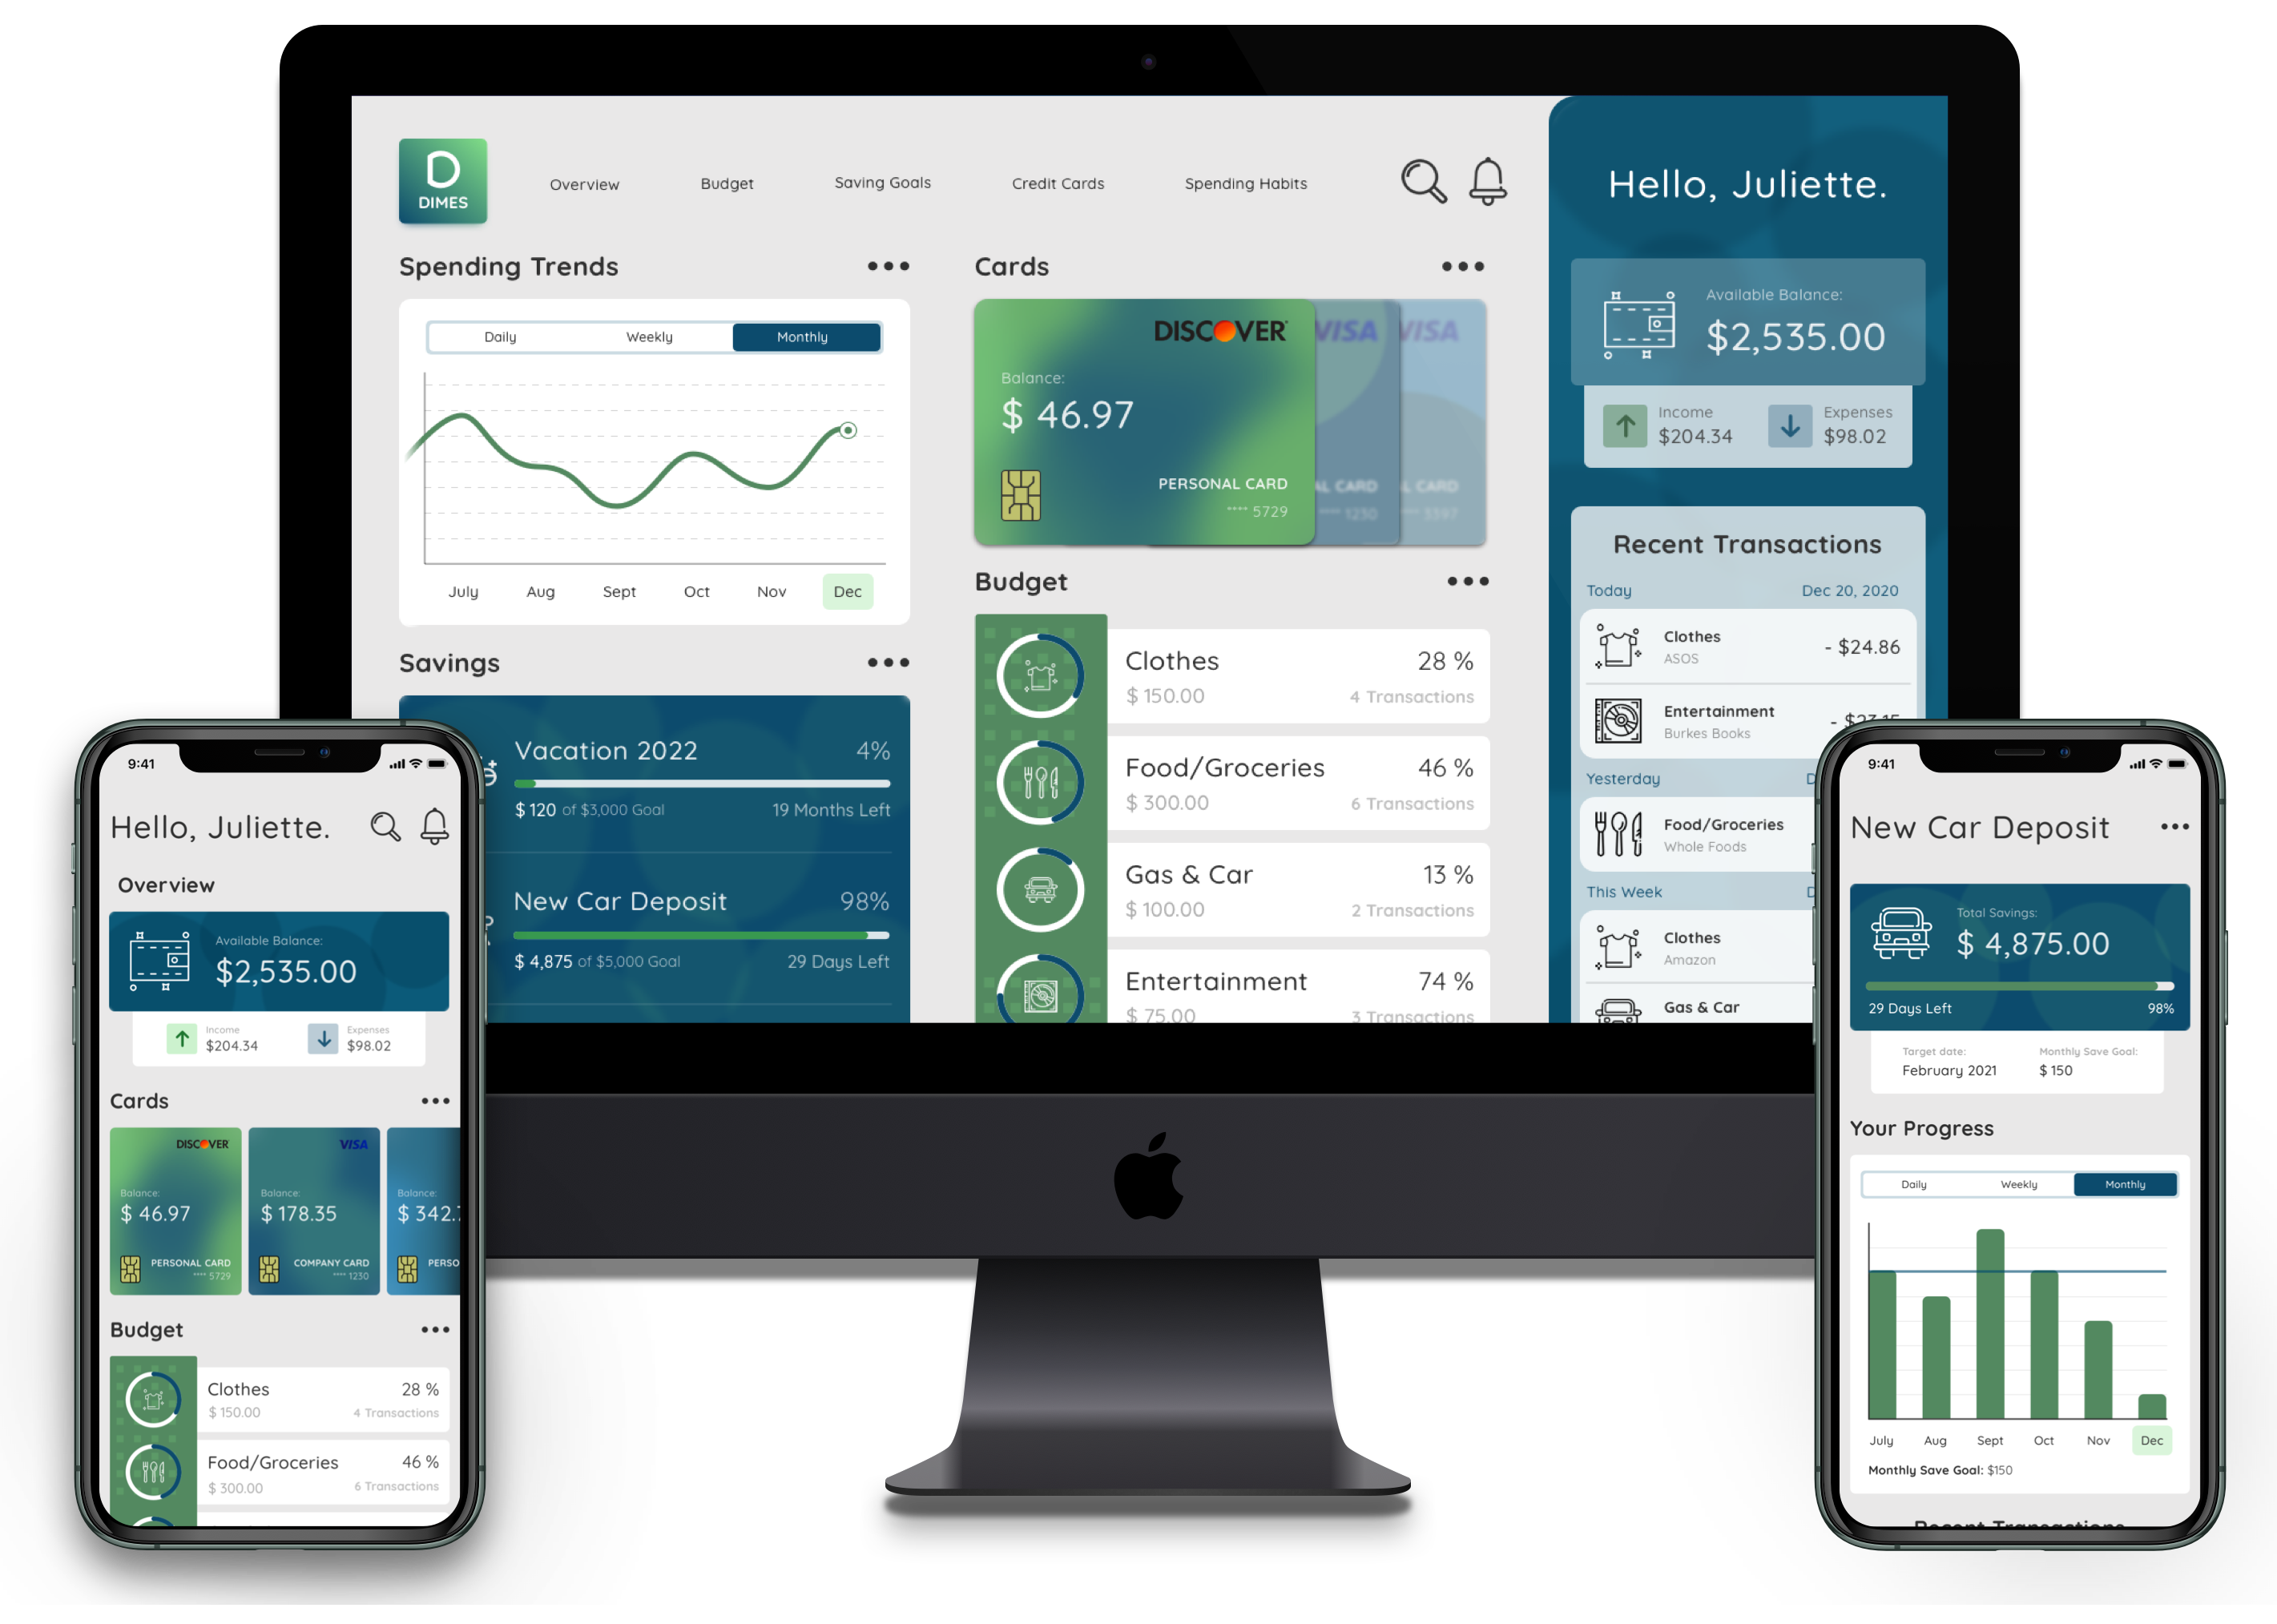 D
DIMES
Overview
Budget
Saving Goals
Credit Cards
Spending Habits
Spending Trends
Daily
Weekly
Monthly
July
Aug
Sept
Oct
Nov
Dec
Savings
Vacation 2022
4%
$ 120 of $3,000 Goal
19 Months Left
New Car Deposit
98%
$ 4,875 of $5,000 Goal
29 Days Left
Cards
DISCOVER
Balance:
$ 46.97
PERSONAL CARD
**** 5729
VISA
AL CARD
**** 1230
VISA
L CARD
Budget
Clothes
28 %
$ 150.00
4 Transactions
Food/Groceries
46 %
$ 300.00
6 Transactions
Gas & Car
13 %
$ 100.00
2 Transactions
Entertainment
74 %
$ 75.00
3 Transactions
Hello, Juliette.
Available Balance:
$2,535.00
Income
$204.34
Expenses
$98.02
Recent Transactions
Today
Dec 20, 2020
Clothes
ASOS
- $24.86
Entertainment
Burkes Books
- $23.15
Yesterday
D
Food/Groceries
Whole Foods
This Week
D
Clothes
Amazon
Gas & Car
9:41
Hello, Juliette.
Overview
Available Balance:
$2,535.00
Income
$204.34
Expenses
$98.02
Cards
DISCOVER
Balance:
$ 46.97
PERSONAL CARD
**** 5729
VISA
Balance:
$ 178.35
COMPANY CARD
**** 1230
Balance:
$ 342.7
PERSO
Budget
Clothes
28 %
$ 150.00
4 Transactions
Food/Groceries
46 %
$ 300.00
6 Transactions
9:41
New Car Deposit
Total Savings:
$ 4,875.00
29 Days Left
98%
Target date:
February 2021
Monthly Save Goal:
$ 150
Your Progress
Daily
Weekly
Monthly
July
Aug
Sept
Oct
Nov
Dec
Monthly Save Goal: $150
Recent Transactions